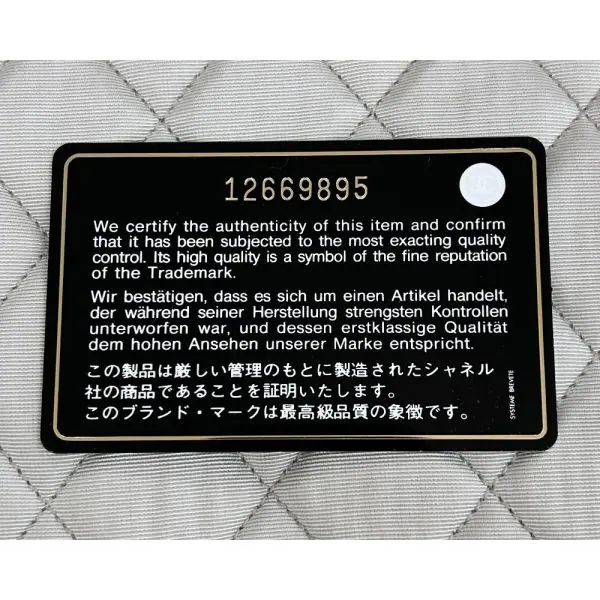 12669895
We certify the authenticity of this item and confirm
that it has been subjected to the most exacting quality
control. Its high quality is a symbol of the fine reputation
of the Trademark.
Wir bestätigen, dass es sich um einen Artikel handelt,
der während seiner Herstellung strengsten Kontrollen
unterworfen war, und dessen erstklassige Qualität
dem hohen Ansehen unserer Marke entspricht.
この製品は厳しい管理のもとに製造されたシャネル
社の商品であることを証明いたします。
このブランド・マークは最高級品質の象徴です。
SYSTEME BREVETE